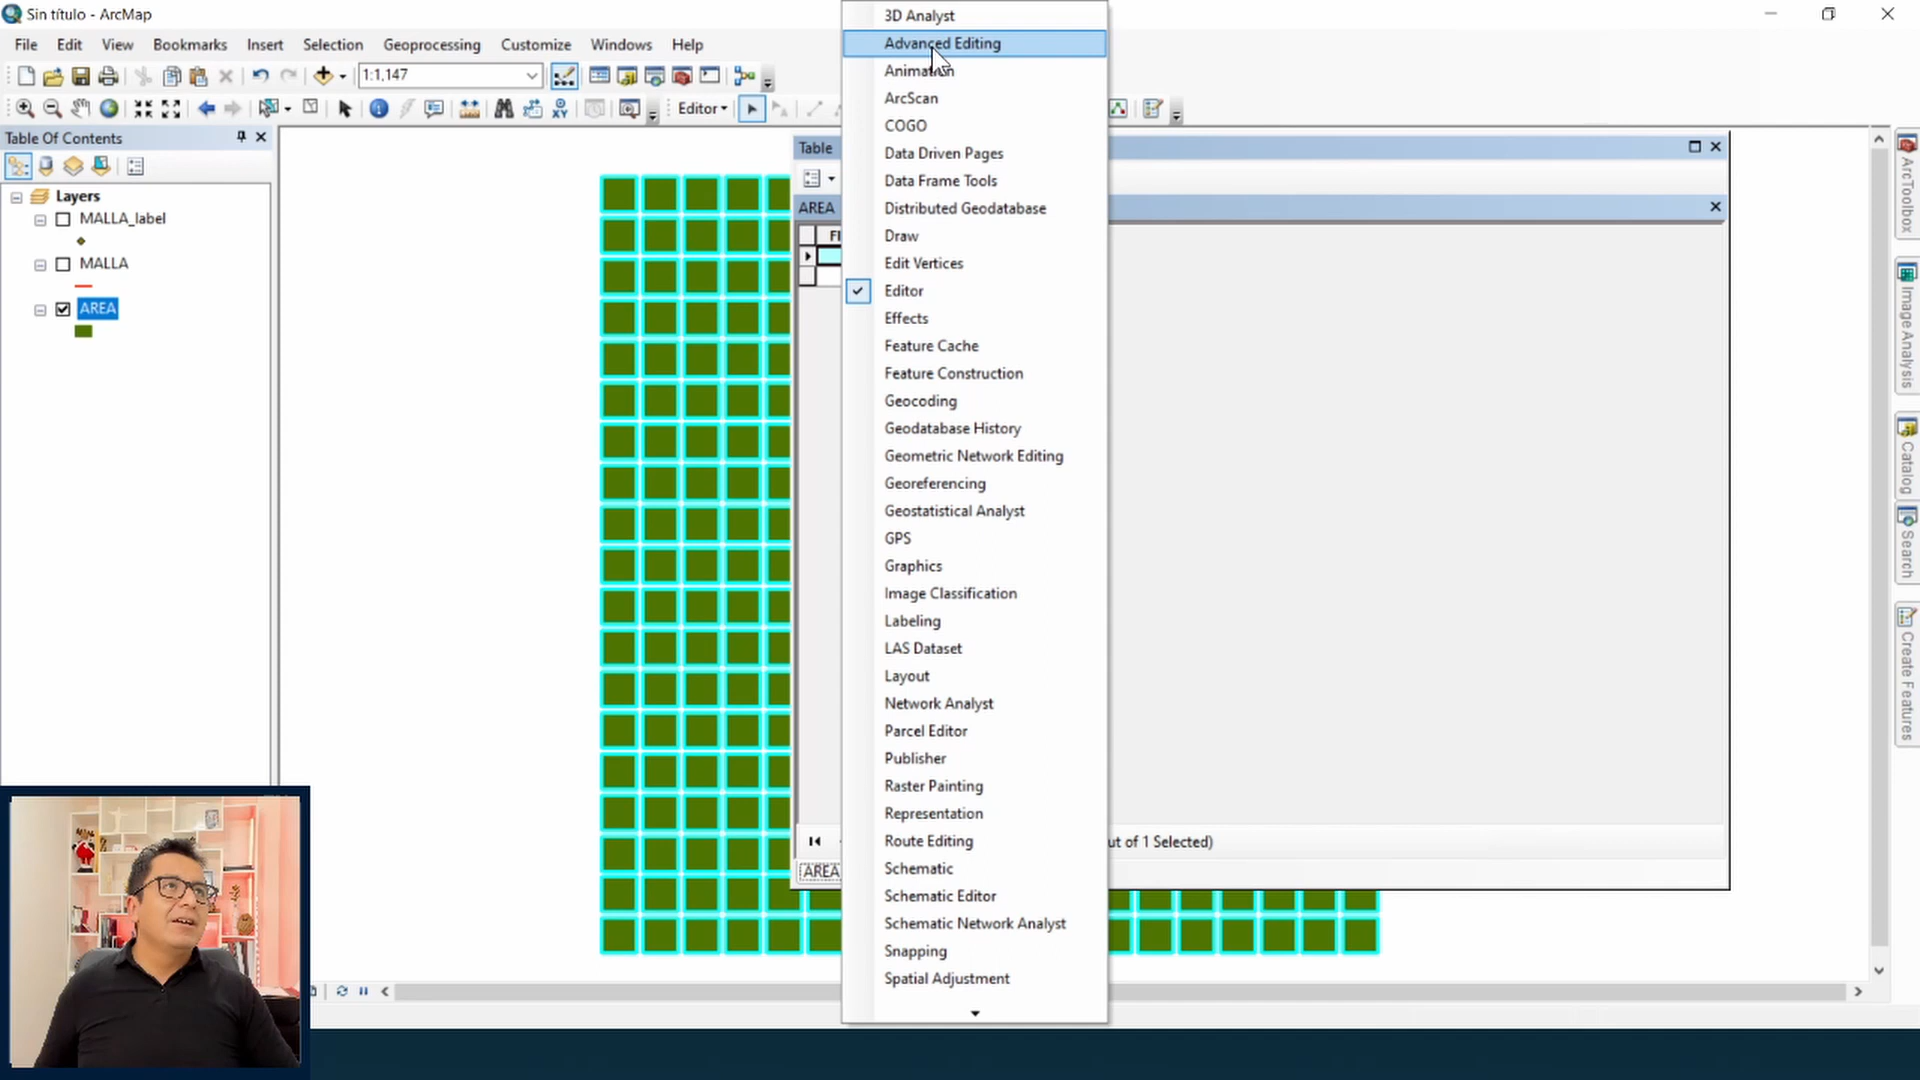 Sin título - ArcMap
File Edit View Bookmarks Insert Selection Geoprocessing Customize Windows Help
1:1,147
Editor
Table Of Contents
Layers
MALLA_label
MALLA
AREA
Table
AREA
FI
ut of 1 Selected)
AREA
3D Analyst
Advanced Editing
Animation
ArcScan
COGO
Data Driven Pages
Data Frame Tools
Distributed Geodatabase
Draw
Edit Vertices
Editor
Effects
Feature Cache
Feature Construction
Geocoding
Geodatabase History
Geometric Network Editing
Georeferencing
Geostatistical Analyst
GPS
Graphics
Image Classification
Labeling
LAS Dataset
Layout
Network Analyst
Parcel Editor
Publisher
Raster Painting
Representation
Route Editing
Schematic
Schematic Editor
Schematic Network Analyst
Snapping
Spatial Adjustment
ArcToolbox
Image Analysis
Catalog
Search
Create Features